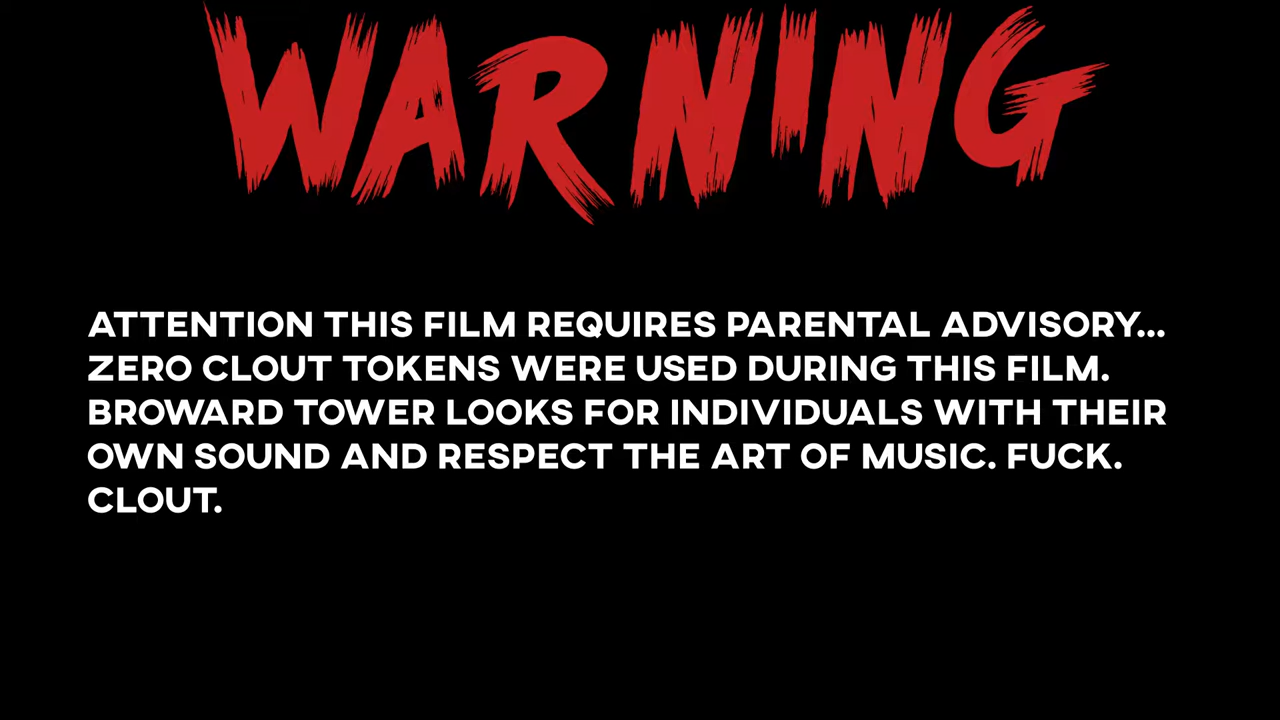 WARNING
ATTENTION THIS FILM REQUIRES PARENTAL ADVISORY...
ZERO CLOUT TOKENS WERE USED DURING THIS FILM.
BROWARD TOWER LOOKS FOR INDIVIDUALS WITH THEIR
OWN SOUND AND RESPECT THE ART OF MUSIC. FUCK.
CLOUT.